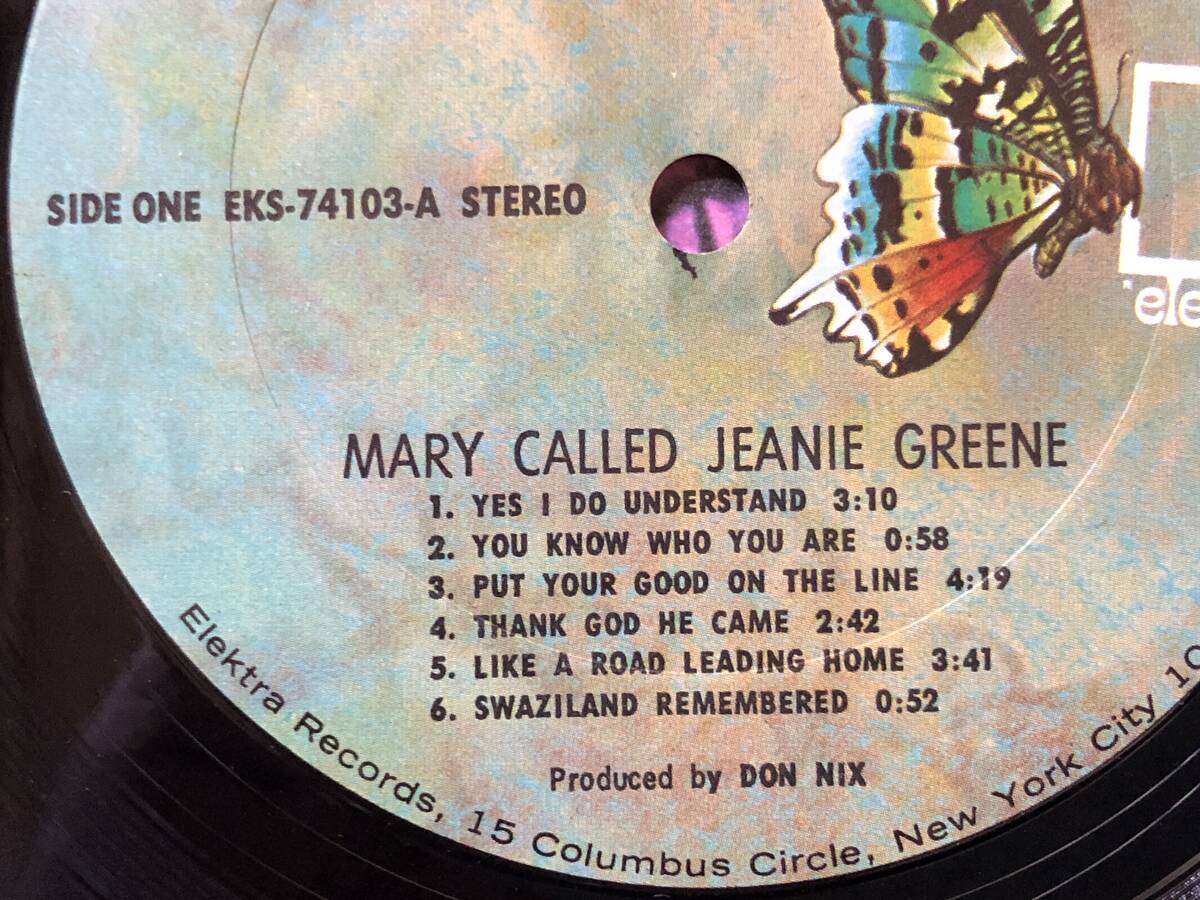 SIDE ONE EKS-74103-A STEREO
MARY CALLED JEANIE GREENE
1. YES I DO UNDERSTAND 3:10
2. YOU KNOW WHO YOU ARE 0:58
3. PUT YOUR GOOD ON THE LINE 4:19
4. THANK GOD HE CAME 2:42
5. LIKE A ROAD LEADING HOME 3:41
6. SWAZILAND REMEMBERED 0:52
Produced by DON NIX
Elektra Records, 15 Columbus Circle, New York City